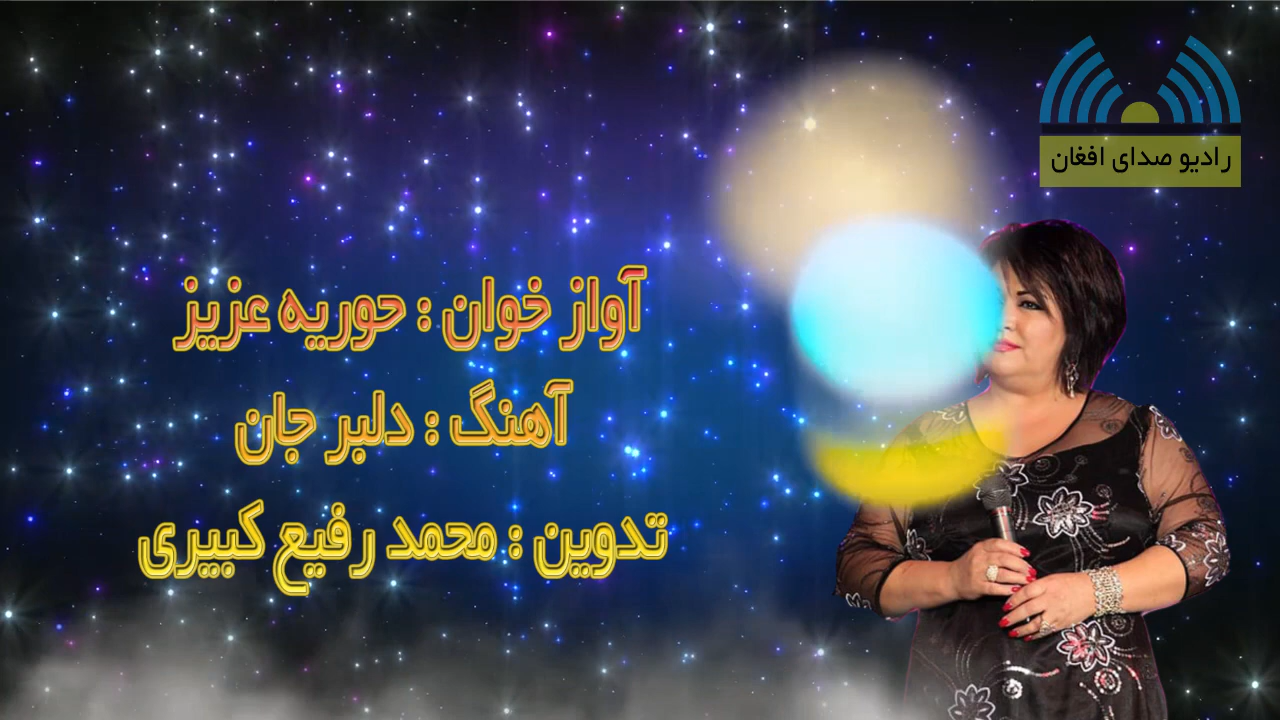 رادیو صدای افغان
آواز خوان : حوریه عزیز
آهنگ : دلبر جان
تدوین : محمد رفیع کبیری